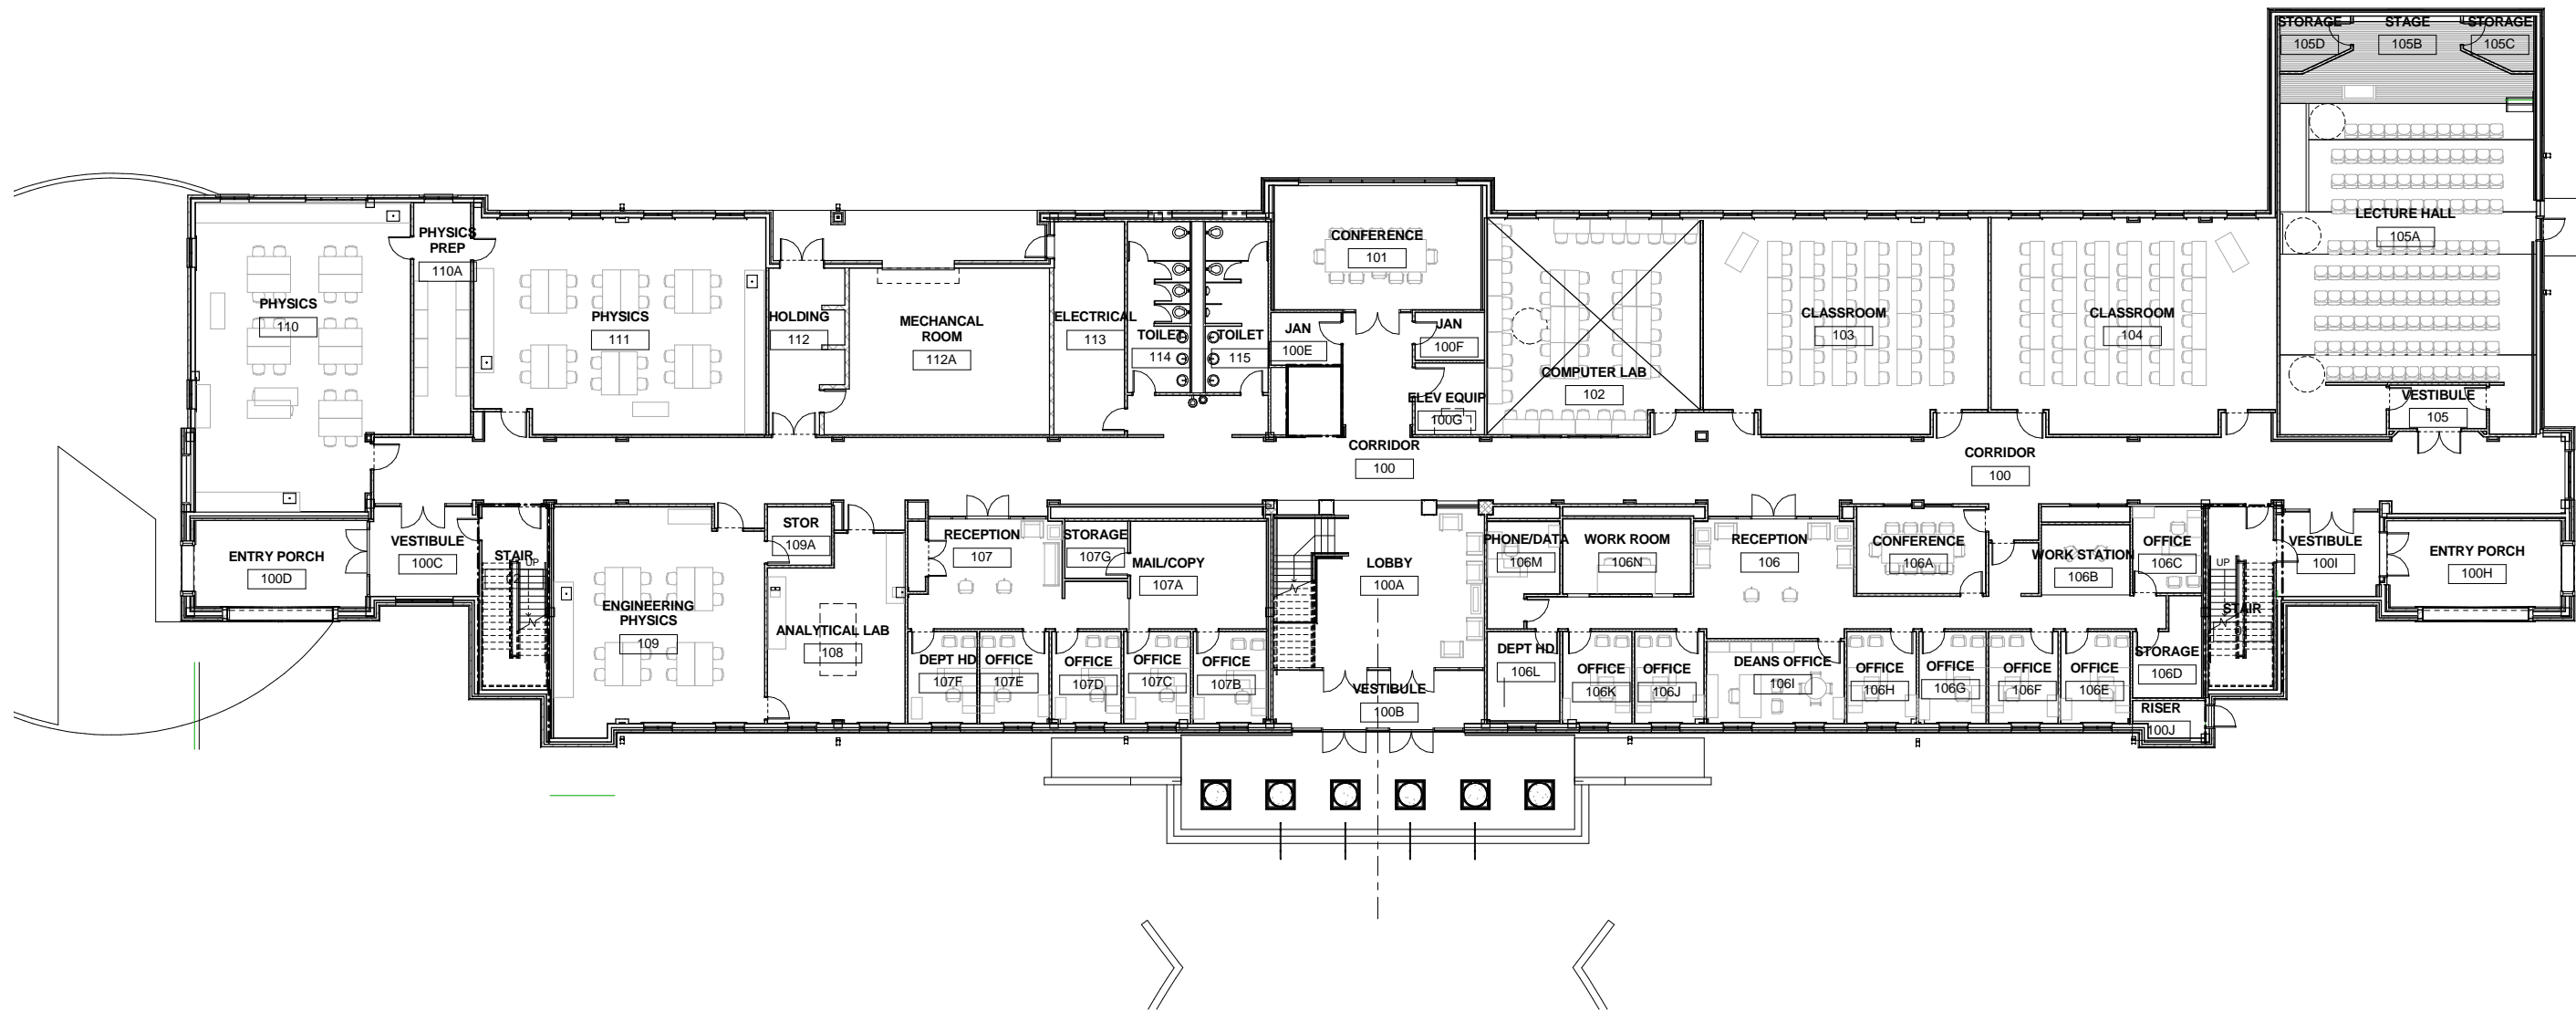 STORAGE
105D
STAGE
105B
STORAGE
105C
LECTURE HALL
105A
VESTIBULE
105
PHYSICS
110
PHYSICS
PREP
110A
PHYSICS
111
HOLDING
112
MECHANCAL
ROOM
112A
ELECTRICAL
113
TOILET
114
TOILET
115
CONFERENCE
101
JAN
100E
JAN
100F
ELEV EQUIP
100G
COMPUTER LAB
102
CLASSROOM
103
CLASSROOM
104
CORRIDOR
100
CORRIDOR
100
ENTRY PORCH
100D
VESTIBULE
100C
STAIR
UP
ENGINEERING
PHYSICS
109
STOR
109A
ANALYTICAL LAB
108
RECEPTION
107
STORAGE
107G
MAIL/COPY
107A
DEPT HD
107F
OFFICE
107E
OFFICE
107D
OFFICE
107C
OFFICE
107B
LOBBY
100A
VESTIBULE
100B
PHONE/DATA
106M
WORK ROOM
106N
RECEPTION
106
CONFERENCE
106A
WORK STATION
106B
OFFICE
106C
DEPT HD
106L
OFFICE
106K
OFFICE
106J
DEANS OFFICE
106I
OFFICE
106H
OFFICE
106G
OFFICE
106F
OFFICE
106E
STORAGE
106D
RISER
100J
UP
STAIR
VESTIBULE
100I
ENTRY PORCH
100H